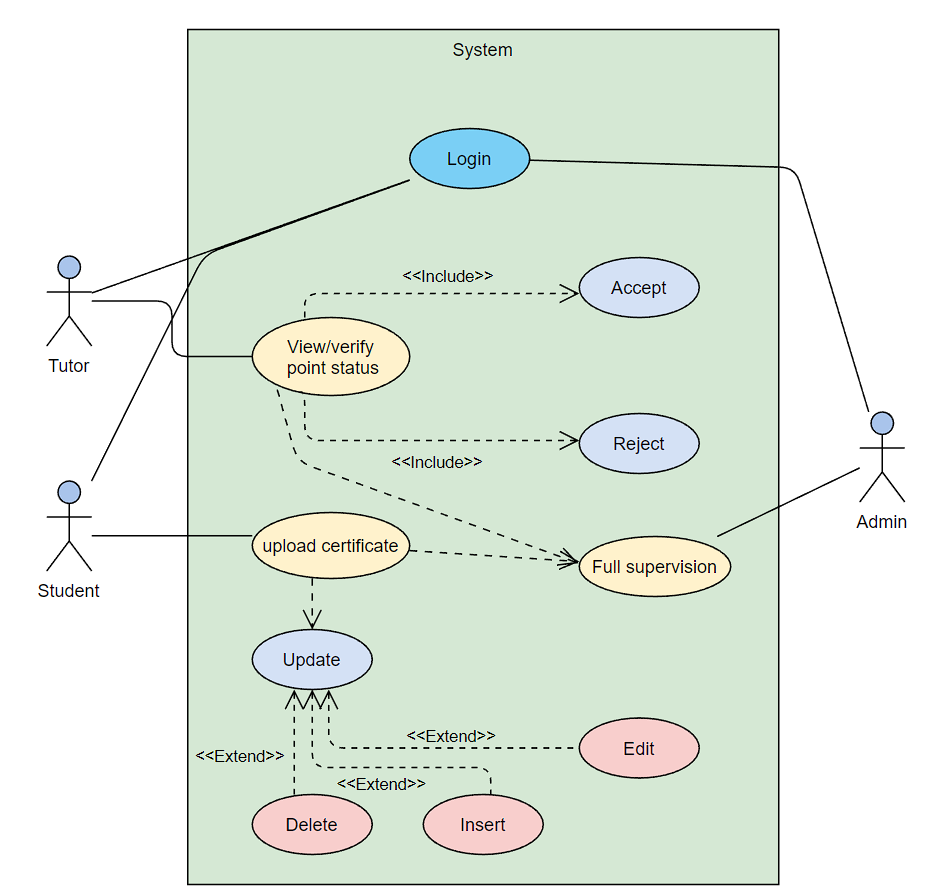 System
Login
<<Include>>
Accept
Tutor
View/verify
point status
Reject
<<Include>>
Admin
upload certificate
Full supervision
Student
Update
<<Extend>>
Edit
<<Extend>>
<<Extend>>
Delete
Insert